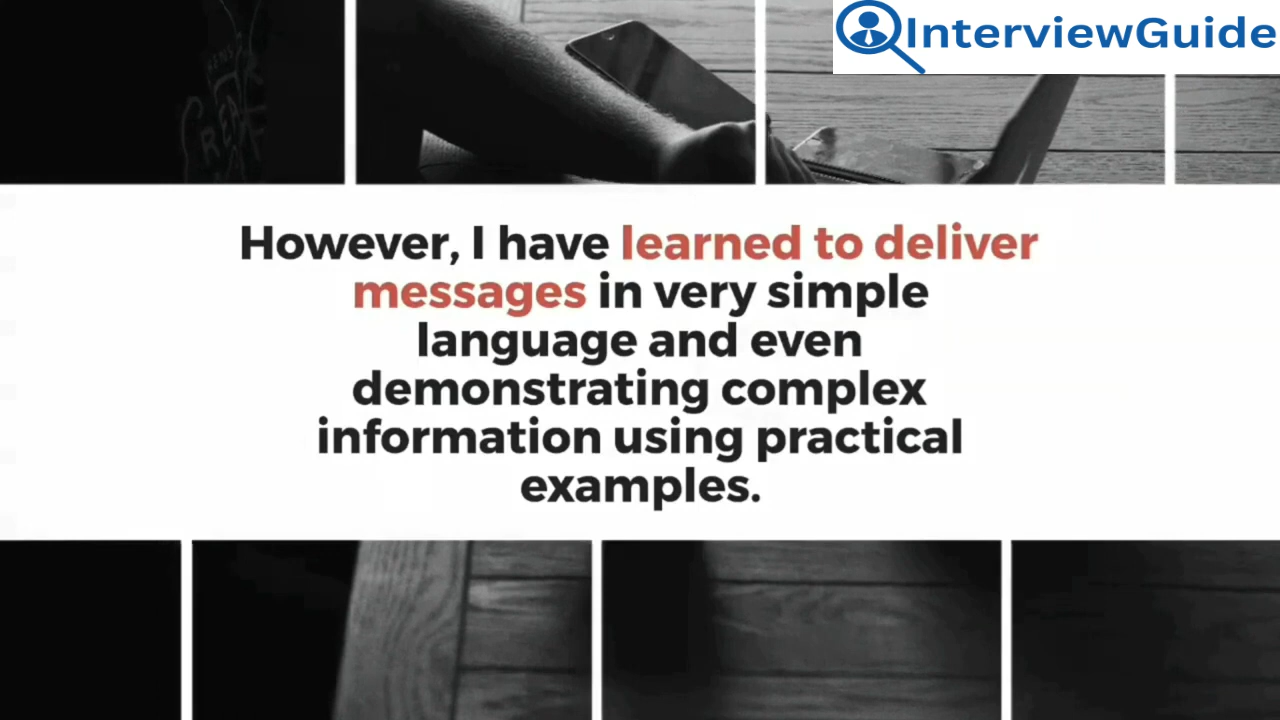 InterviewGuide
However, I have learned to deliver
messages in very simple
language and even
demonstrating complex
information using practical
examples.